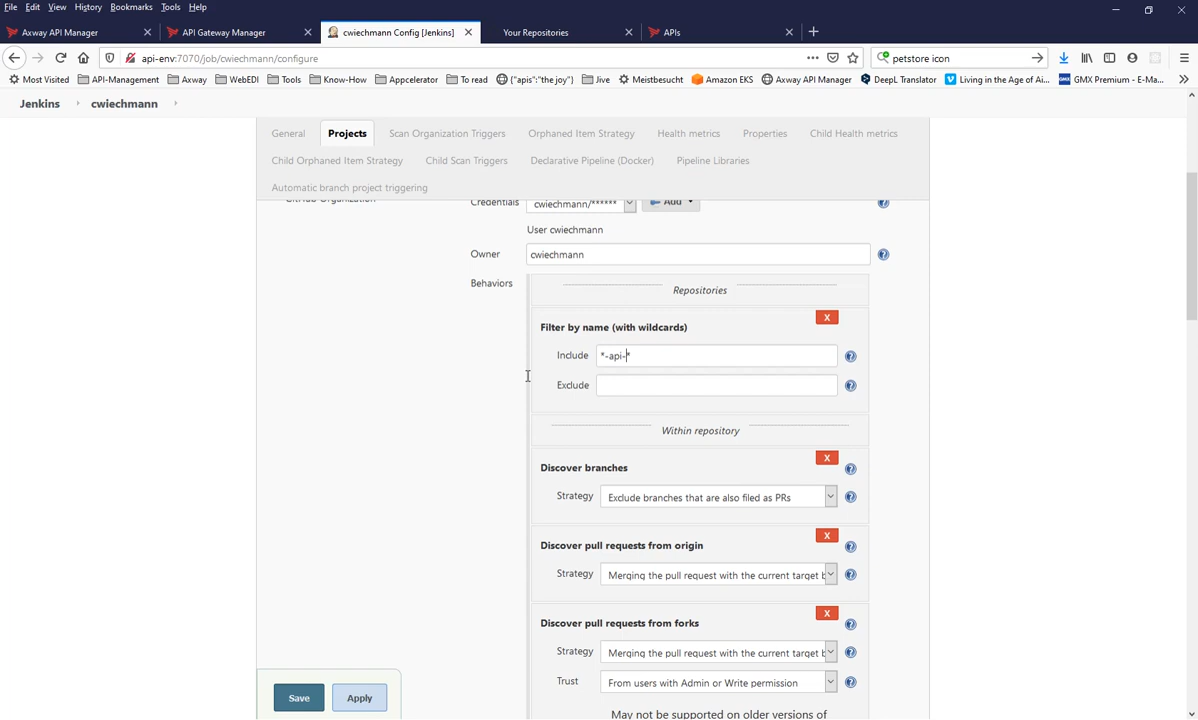 File Edit View History Bookmarks Tools Help
Axway API Manager API Gateway Manager cwiechmann Config [Jenkins] Your Repositories APIs
api-env:7070/job/cwiechmann/configure petstore icon
Most Visited API-Management Axway WebEDI Tools Know-How Appcelerator To read {"apis":"the joy"} Jive Meistbesucht Amazon EKS Axway API Manager DeepL Translator Living in the Age of Ai... GMX Premium - E-Ma...
Jenkins cwiechmann
General Projects Scan Organization Triggers Orphaned Item Strategy Health metrics Properties Child Health metrics
Child Orphaned Item Strategy Child Scan Triggers Declarative Pipeline (Docker) Pipeline Libraries
Automatic branch project triggering
GitHub Organization Credentials cwiechmann/****** Add
User cwiechmann
Owner cwiechmann
Behaviors
Repositories
X
Filter by name (with wildcards)
Include *-api-*
Exclude
Within repository
X
Discover branches
Strategy Exclude branches that are also filed as PRs
X
Discover pull requests from origin
Strategy Merging the pull request with the current target b
X
Discover pull requests from forks
Strategy Merging the pull request with the current target b
Trust From users with Admin or Write permission
Save Apply
May not be supported on older versions of